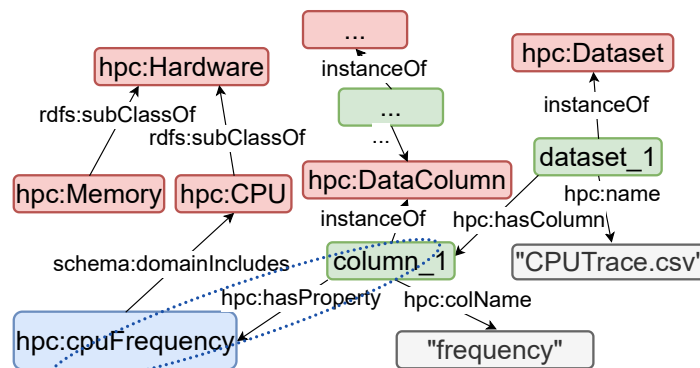 ...
hpc:Hardware
hpc:Dataset
instanceOf
instanceOf
rdfs:subClassOf
...
rdfs:subClassOf
...
dataset_1
hpc:Memory
hpc:CPU
hpc:DataColumn
hpc:name
instanceOf
hpc:hasColumn
schema:domainIncludes
column_1
"CPUTrace.csv"
hpc:hasProperty
hpc:colName
hpc:cpuFrequency
"frequency"